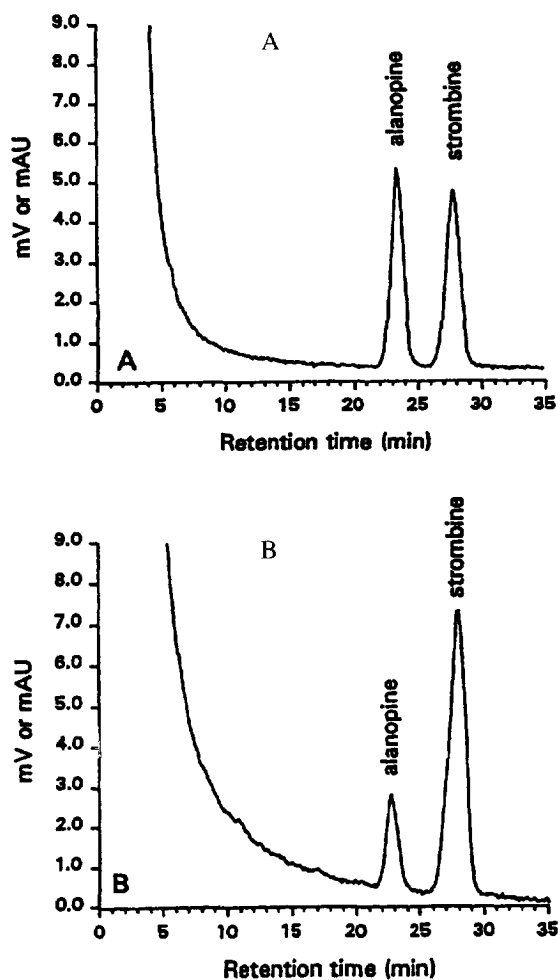 A
9.0
8.0
7.0
6.0
5.0
4.0
3.0
2.0
1.0
0.0
mV or mAU
alanopine
strombine
A
0 5 10 15 20 25 30 35
Retention time (min)
B
9.0
8.0
7.0
6.0
5.0
4.0
3.0
2.0
1.0
0.0
mV or mAU
alanopine
strombine
B
0 5 10 15 20 25 30 35
Retention time (min)